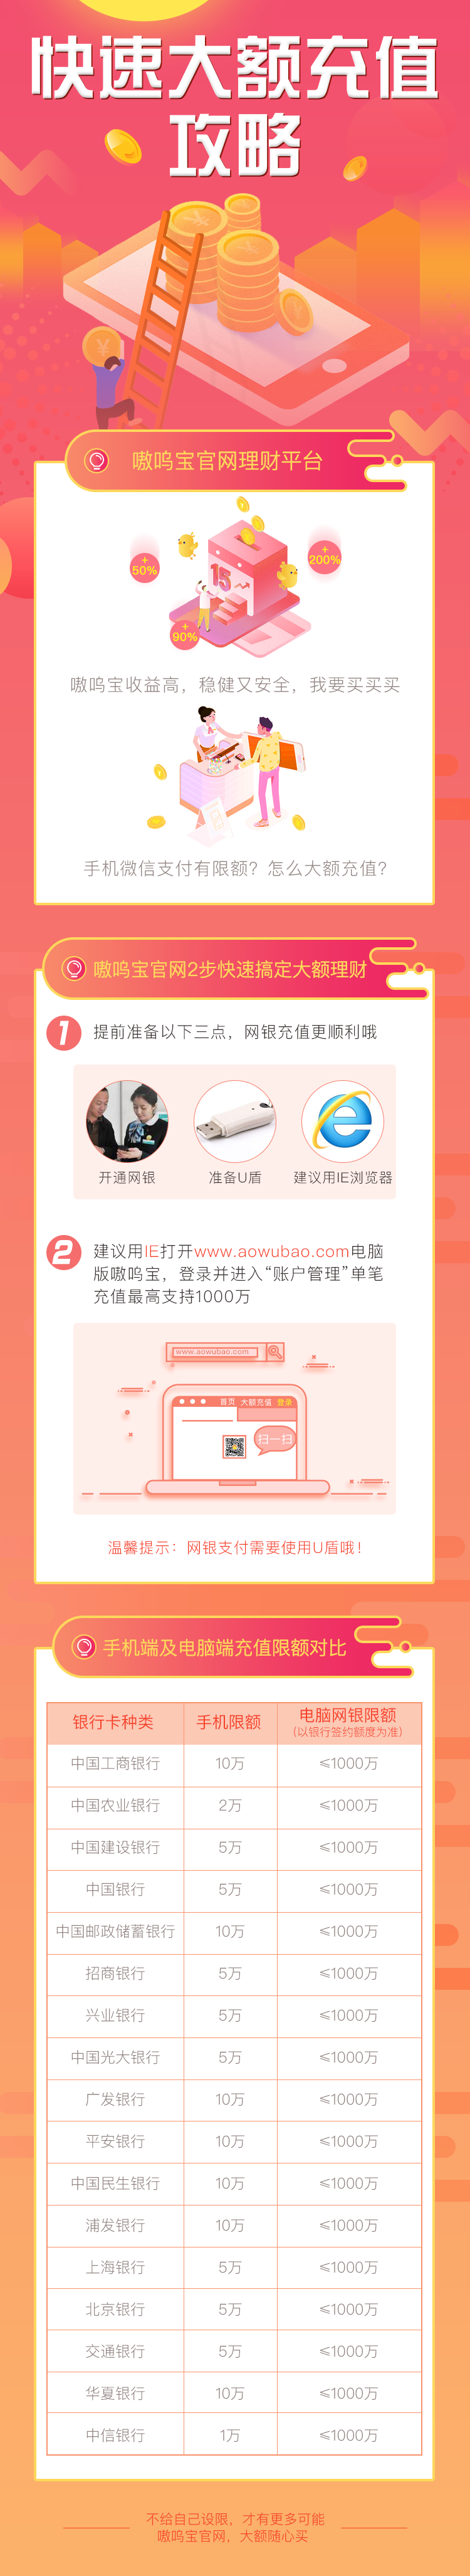 快速大额充值
攻略
嗷呜宝官网理财平台
+
50%
+
200%
15
+
90%
嗷呜宝收益高，稳健又安全，我要买买买
手机微信支付有限额？怎么大额充值？
嗷呜宝官网2步快速搞定大额理财
1
提前准备以下三点，网银充值更顺利哦
开通网银
准备U盾
建议用IE浏览器
2
建议用IE打开www.aowubao.com电脑
版嗷呜宝，登录并进入“账户管理”单笔
充值最高支持1000万
www.aowubao.com
首页 大额充值 登录
扫一扫
温馨提示：网银支付需要使用U盾哦！
手机端及电脑端充值限额对比
银行卡种类 手机限额 电脑网银限额
（以银行签约额度为准）
中国工商银行 10万 ≤1000万
中国农业银行 2万 ≤1000万
中国建设银行 5万 ≤1000万
中国银行 5万 ≤1000万
中国邮政储蓄银行 10万 ≤1000万
招商银行 5万 ≤1000万
兴业银行 5万 ≤1000万
中国光大银行 5万 ≤1000万
广发银行 10万 ≤1000万
平安银行 10万 ≤1000万
中国民生银行 10万 ≤1000万
浦发银行 10万 ≤1000万
上海银行 5万 ≤1000万
北京银行 5万 ≤1000万
交通银行 5万 ≤1000万
华夏银行 10万 ≤1000万
中信银行 1万 ≤1000万
不给自己设限，才有更多可能
嗷呜宝官网，大额随心买